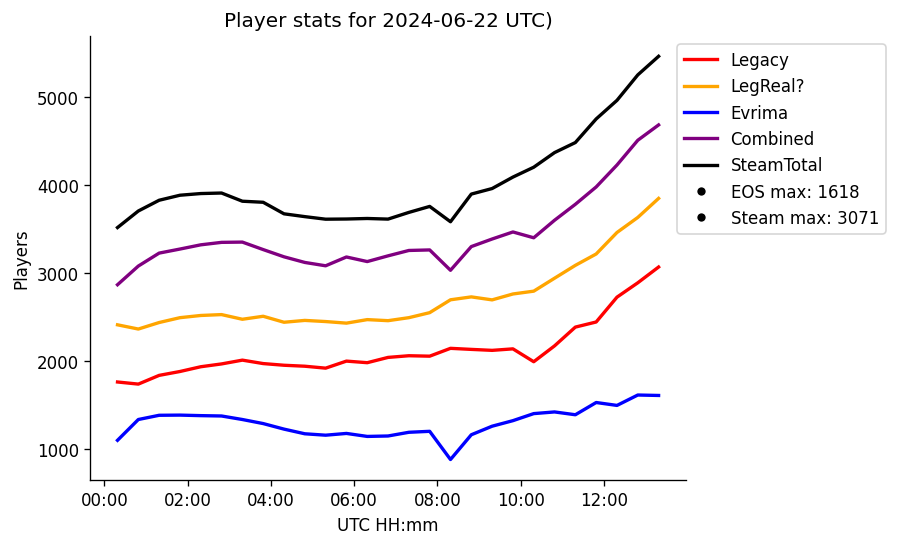 Player stats for 2024-06-22 UTC)
Legacy
LegReal?
Evrima
Combined
SteamTotal
EOS max: 1618
Steam max: 3071
Players
5000
4000
3000
2000
1000
00:00 02:00 04:00 06:00 08:00 10:00 12:00
UTC HH:mm